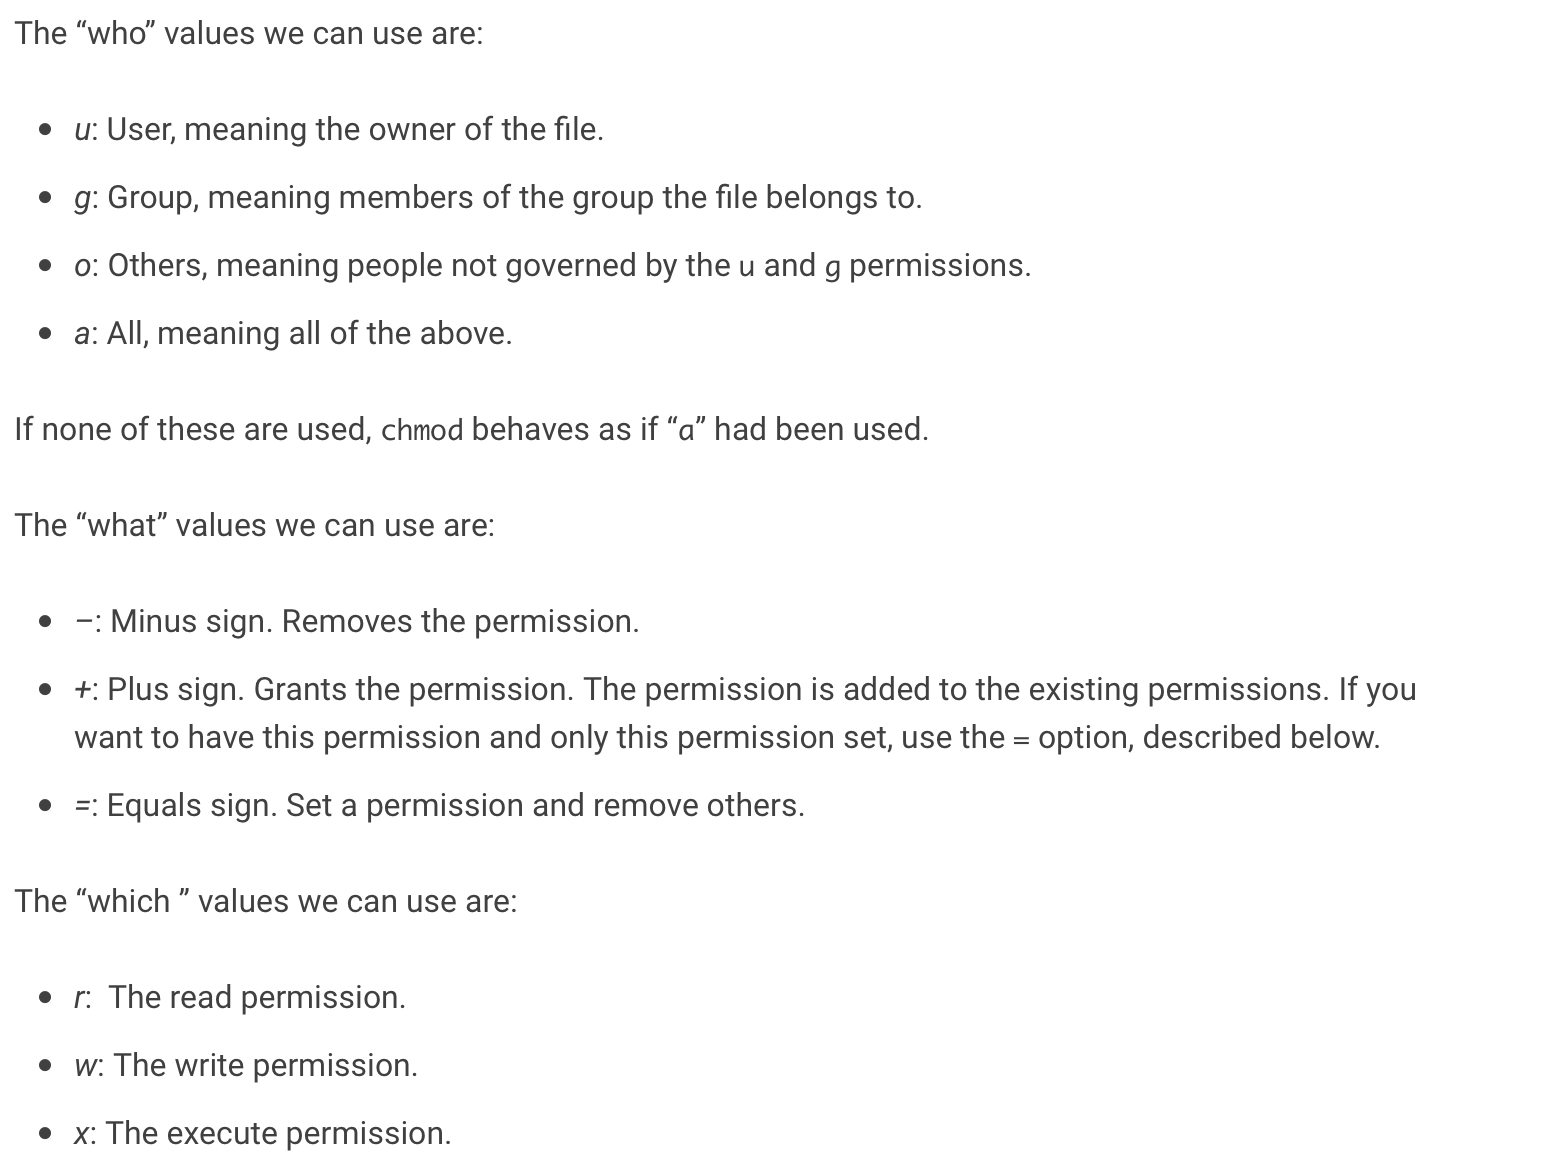 The “who” values we can use are:
• u: User, meaning the owner of the file.
• g: Group, meaning members of the group the file belongs to.
• o: Others, meaning people not governed by the u and g permissions.
• a: All, meaning all of the above.
If none of these are used, chmod behaves as if “a” had been used.
The “what” values we can use are:
• –: Minus sign. Removes the permission.
• +: Plus sign. Grants the permission. The permission is added to the existing permissions. If you
want to have this permission and only this permission set, use the = option, described below.
• =: Equals sign. Set a permission and remove others.
The “which ” values we can use are:
• r:  The read permission.
• w: The write permission.
• x: The execute permission.